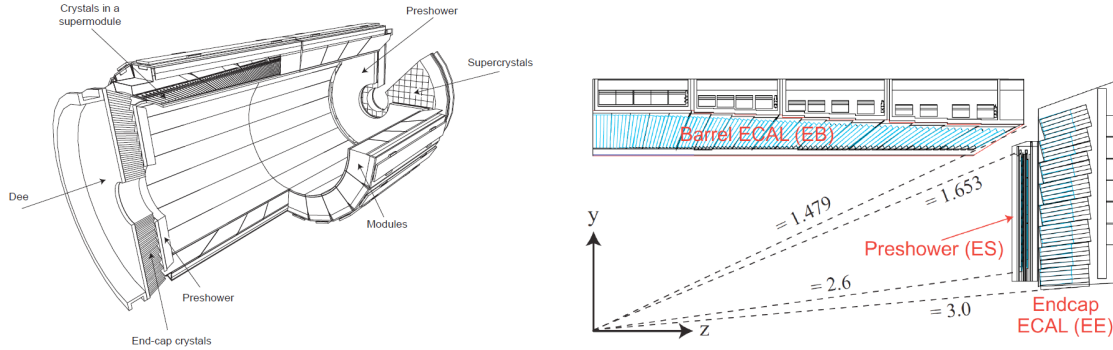 Crystals in a
supermodule
Preshower
Supercrystals
Dee
Modules
Preshower
End-cap crystals
Barrel ECAL (EB)
= 1.479
= 1.653
y
Preshower (ES)
= 2.6
= 3.0
z
Endcap
ECAL (EE)